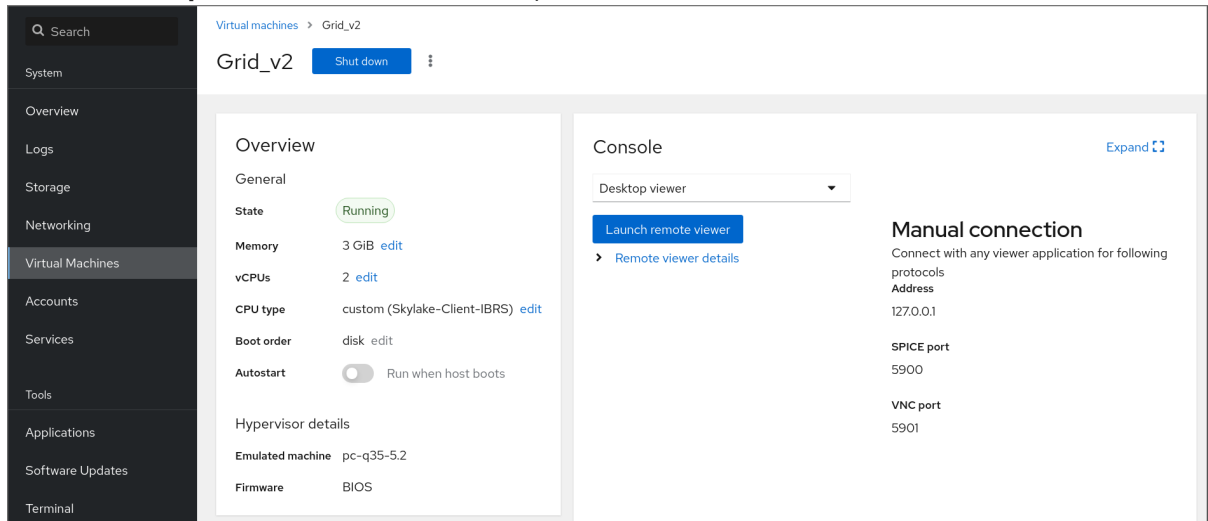 Search
System
Overview
Logs
Storage
Networking
Virtual Machines
Accounts
Services
Tools
Applications
Software Updates
Terminal
Virtual machines > Grid_v2
Grid_v2 Shut down
Overview
General
State Running
Memory 3 GiB edit
vCPUs 2 edit
CPU type custom (Skylake-Client-IBRS) edit
Boot order disk edit
Autostart Run when host boots
Hypervisor details
Emulated machine pc-q35-5.2
Firmware BIOS
Console Expand
Desktop viewer
Launch remote viewer
Remote viewer details
Manual connection
Connect with any viewer application for following
protocols
Address
127.0.0.1
SPICE port
5900
VNC port
5901